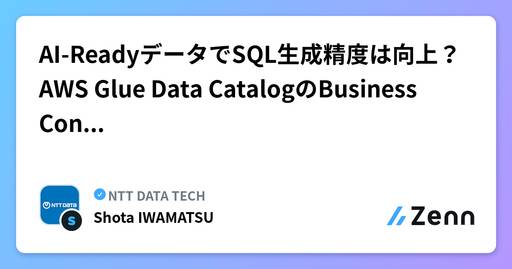 AI-ReadyデータでSQL生成精度は向上？
AWS Glue Data CatalogのBusiness
Con...
NTT DATA
S
NTT DATA TECH
Shota IWAMATSU
Zenn